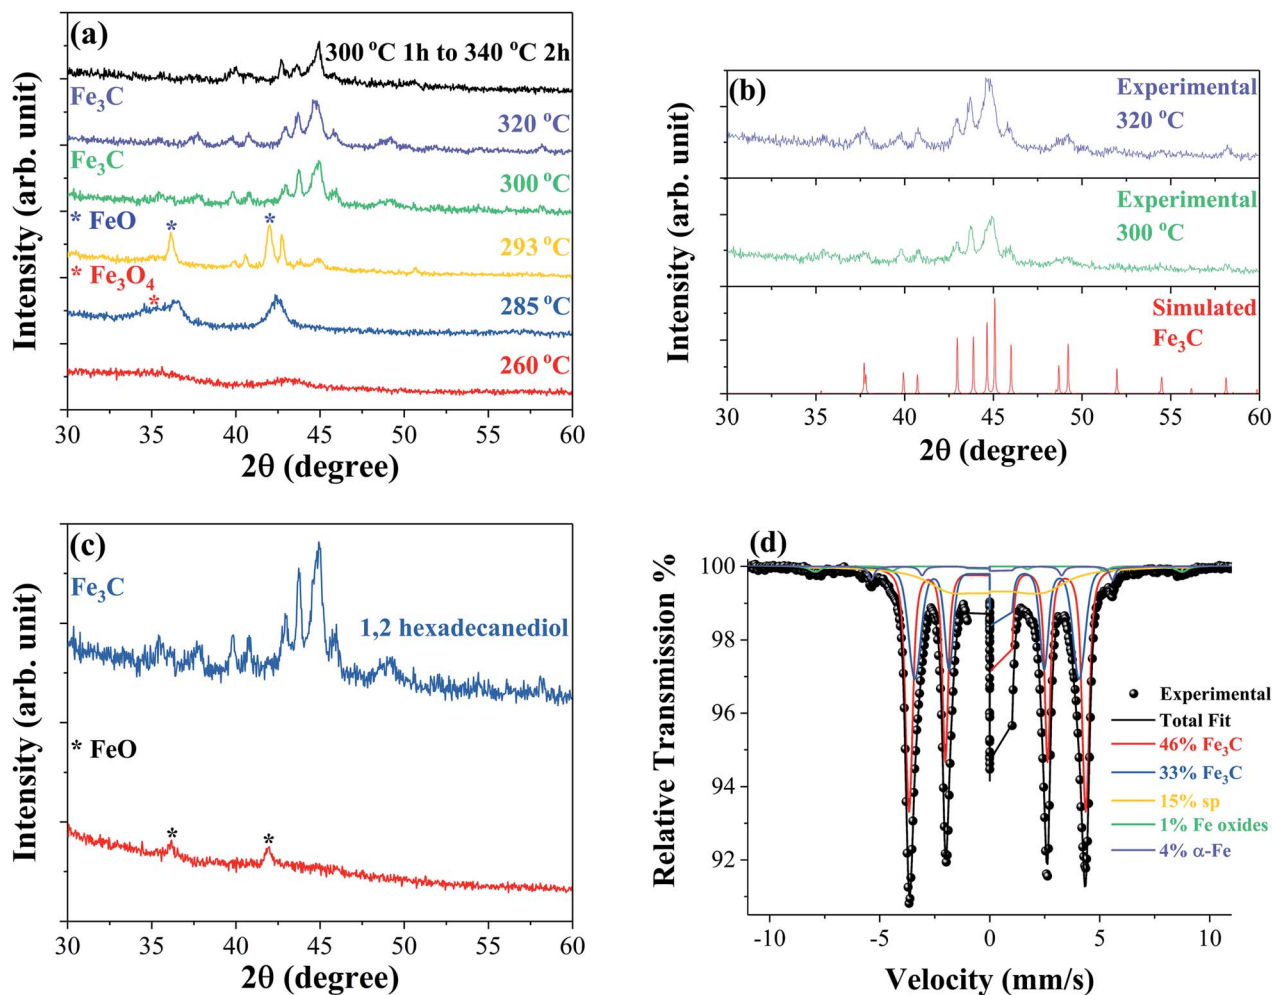 (a)
300 °C 1h to 340 °C 2h
Fe₃C
320 °C
Fe₃C
300 °C
* FeO
*
*
293 °C
* Fe₃O₄
*
285 °C
260 °C
Intensity (arb. unit)
30 35 40 45 50 55 60
2θ (degree)
(b)
Experimental
320 °C
Experimental
300 °C
Simulated
Fe₃C
Intensity (arb. unit)
30 35 40 45 50 55 60
2θ (degree)
(c)
Fe₃C
1,2 hexadecanediol
* FeO
*
*
Intensity (arb. unit)
30 35 40 45 50 55 60
2θ (degree)
(d)
100
98
96
94
92
Relative Transmission %
Experimental
Total Fit
46% Fe₃C
33% Fe₃C
15% sp
1% Fe oxides
4% α-Fe
-10 -5 0 5 10
Velocity (mm/s)